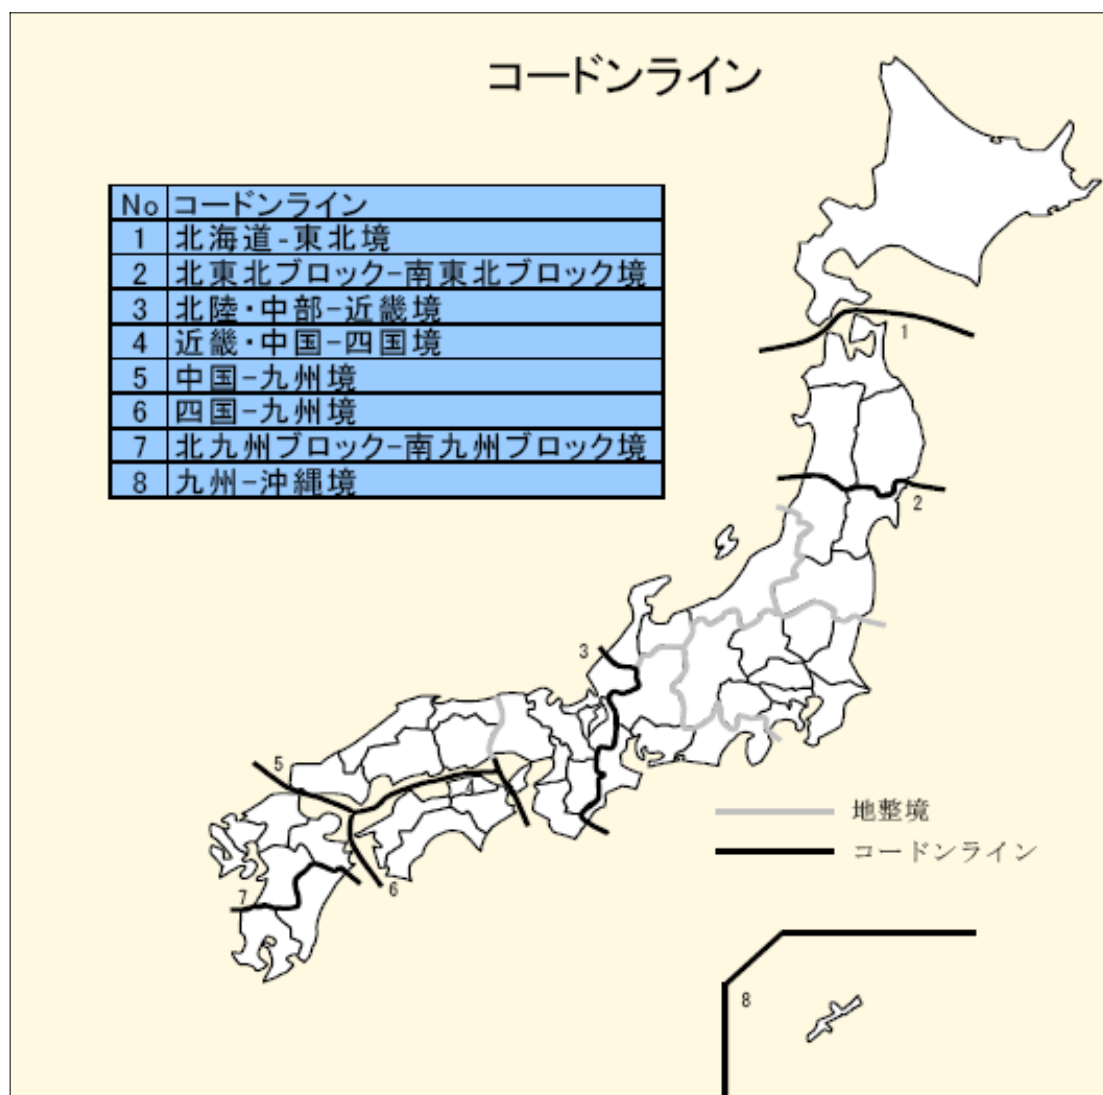 コードンライン
No コードンライン
1 北海道-東北境
2 北東北ブロック-南東北ブロック境
3 北陸・中部-近畿境
4 近畿・中国-四国境
5 中国-九州境
6 四国-九州境
7 北九州ブロック-南九州ブロック境
8 九州-沖縄境
1
2
3
5
4
6
7
地整境
コードンライン
8